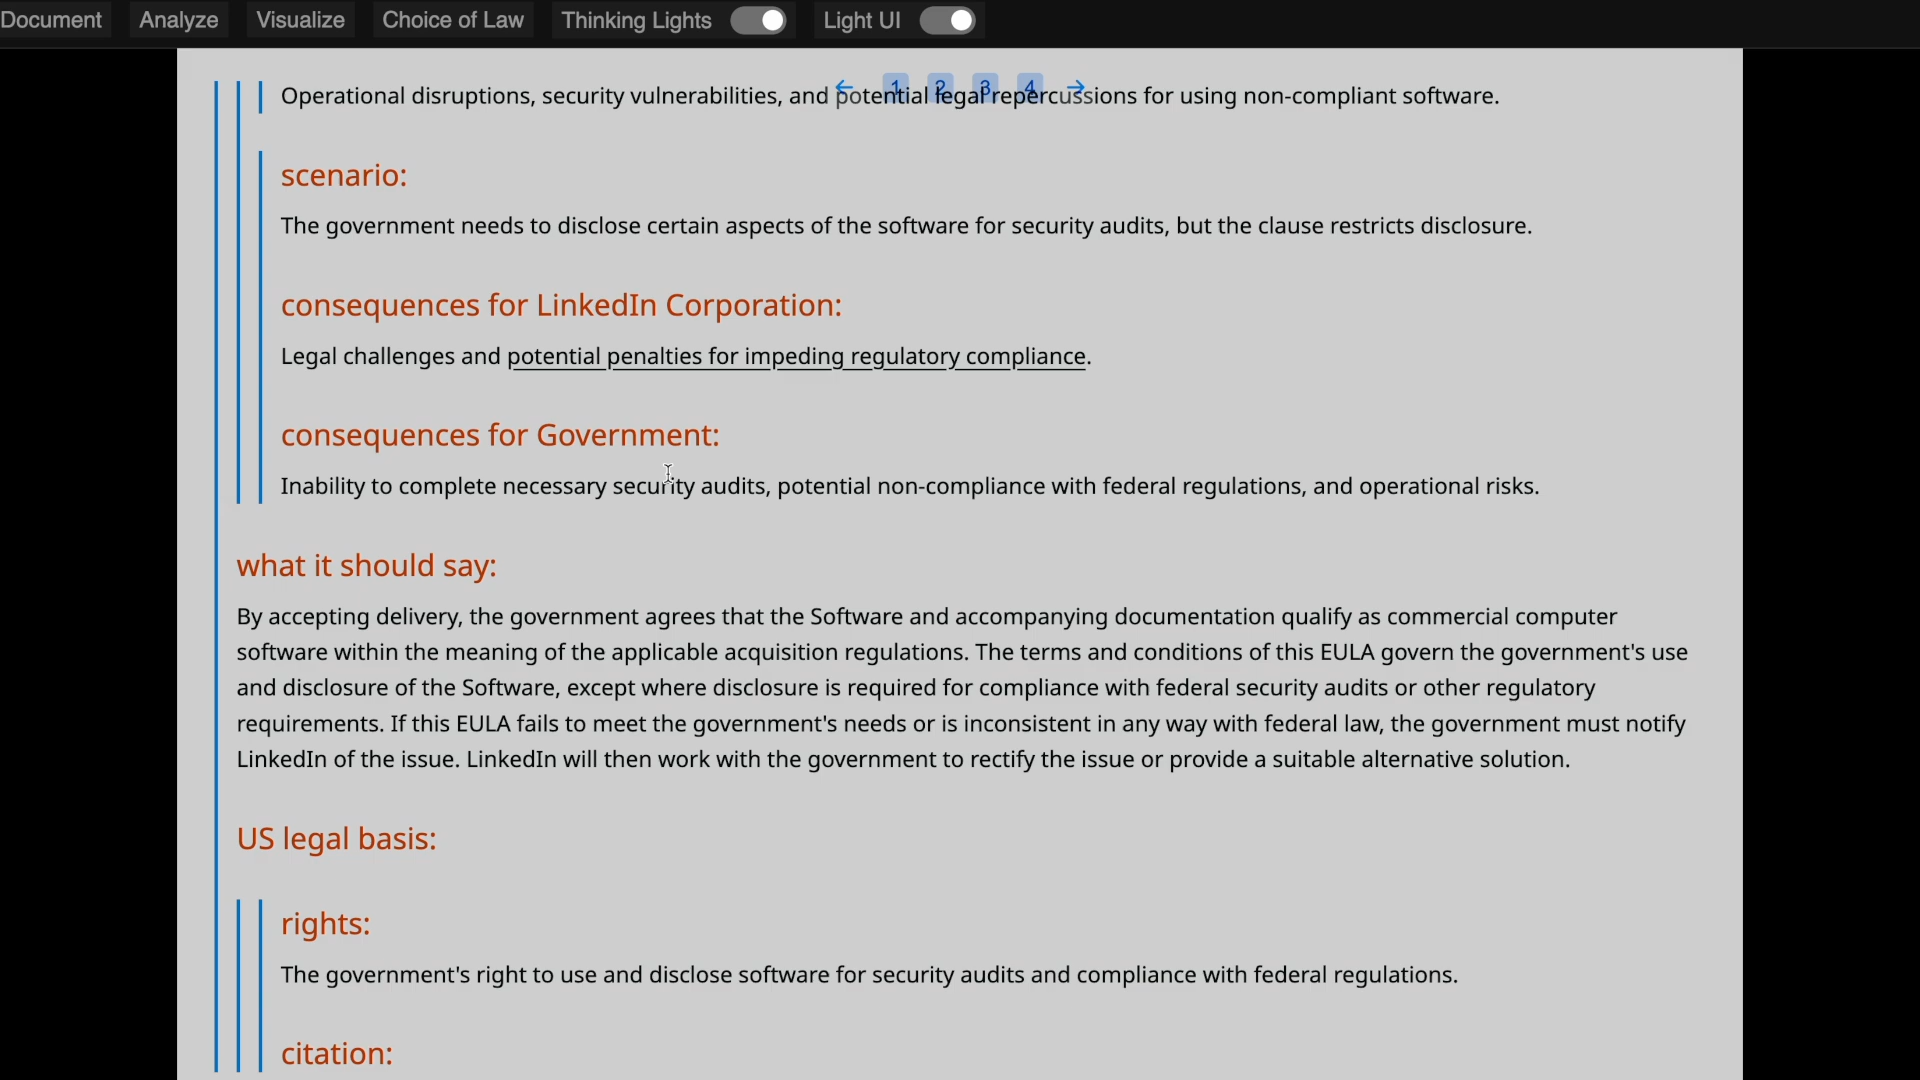 Document Analyze Visualize Choice of Law Thinking Lights Light UI
← 1 2 3 4 →
Operational disruptions, security vulnerabilities, and potential legal repercussions for using non-compliant software.
scenario:
The government needs to disclose certain aspects of the software for security audits, but the clause restricts disclosure.
consequences for LinkedIn Corporation:
Legal challenges and potential penalties for impeding regulatory compliance.
consequences for Government:
Inability to complete necessary security audits, potential non-compliance with federal regulations, and operational risks.
what it should say:
By accepting delivery, the government agrees that the Software and accompanying documentation qualify as commercial computer
software within the meaning of the applicable acquisition regulations. The terms and conditions of this EULA govern the government's use
and disclosure of the Software, except where disclosure is required for compliance with federal security audits or other regulatory
requirements. If this EULA fails to meet the government's needs or is inconsistent in any way with federal law, the government must notify
LinkedIn of the issue. LinkedIn will then work with the government to rectify the issue or provide a suitable alternative solution.
US legal basis:
rights:
The government's right to use and disclose software for security audits and compliance with federal regulations.
citation: